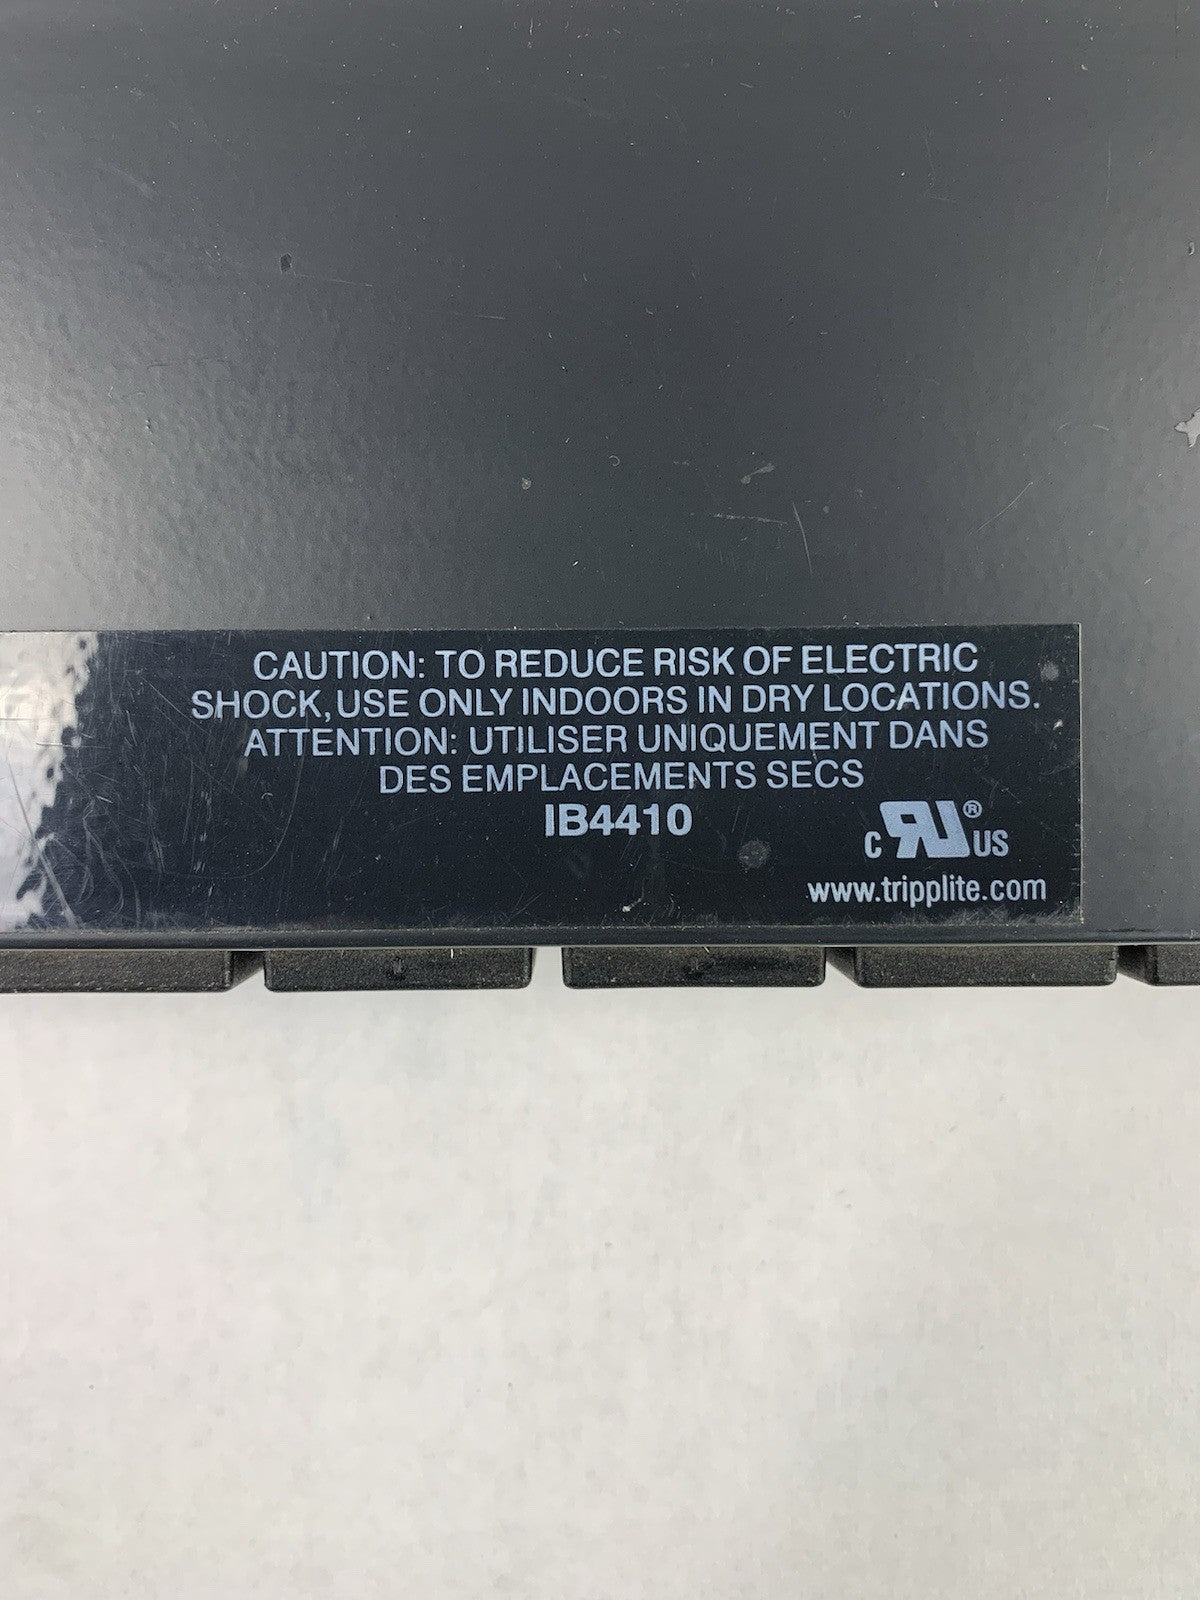 CAUTION: TO REDUCE RISK OF ELECTRIC
SHOCK, USE ONLY INDOORS IN DRY LOCATIONS.
ATTENTION: UTILISER UNIQUEMENT DANS
DES EMPLACEMENTS SECS
IB4410
C RU® US
www.tripplite.com